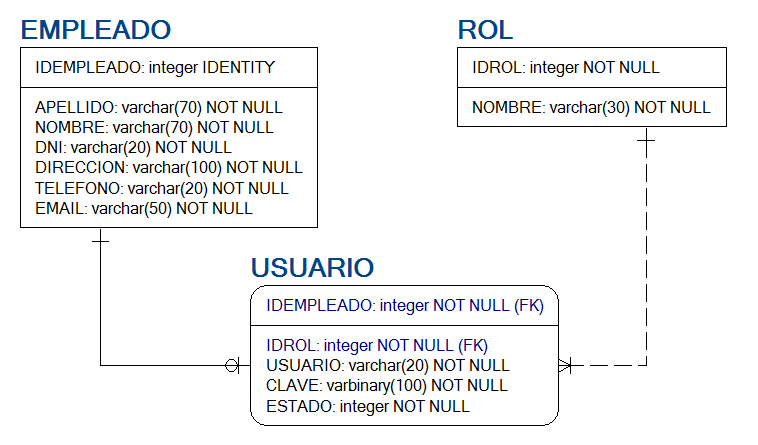 EMPLEADO
IDEMPLEADO: integer IDENTITY
APELLIDO: varchar(70) NOT NULL
NOMBRE: varchar(70) NOT NULL
DNI: varchar(20) NOT NULL
DIRECCION: varchar(100) NOT NULL
TELEFONO: varchar(20) NOT NULL
EMAIL: varchar(50) NOT NULL
ROL
IDROL: integer NOT NULL
NOMBRE: varchar(30) NOT NULL
USUARIO
IDEMPLEADO: integer NOT NULL (FK)
IDROL: integer NOT NULL (FK)
USUARIO: varchar(20) NOT NULL
CLAVE: varbinary(100) NOT NULL
ESTADO: integer NOT NULL